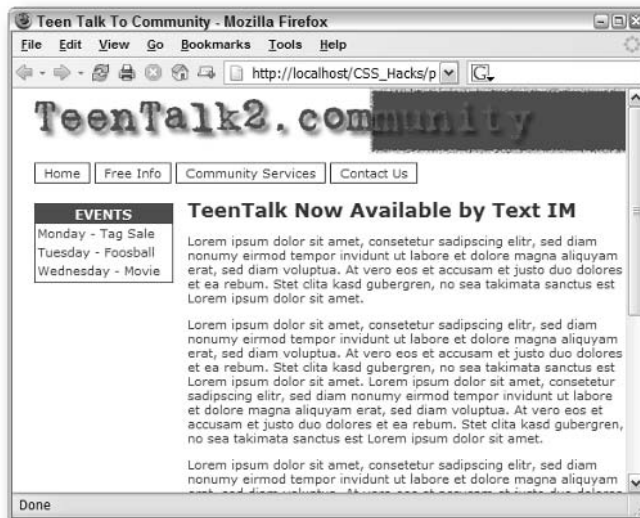 Teen Talk To Community - Mozilla Firefox
File Edit View Go Bookmarks Tools Help
http://localhost/CSS_Hacks/p G
TeenTalk2.community
Home Free Info Community Services Contact Us
EVENTS
Monday - Tag Sale
Tuesday - Foosball
Wednesday - Movie
TeenTalk Now Available by Text IM
Lorem ipsum dolor sit amet, consetetur sadipscing elitr, sed diam
nonumy eirmod tempor invidunt ut labore et dolore magna aliquyam
erat, sed diam voluptua. At vero eos et accusam et justo duo dolores
et ea rebum. Stet clita kasd gubergren, no sea takimata sanctus est
Lorem ipsum dolor sit amet.
Lorem ipsum dolor sit amet, consetetur sadipscing elitr, sed diam
nonumy eirmod tempor invidunt ut labore et dolore magna aliquyam
erat, sed diam voluptua. At vero eos et accusam et justo duo dolores
et ea rebum. Stet clita kasd gubergren, no sea takimata sanctus est
Lorem ipsum dolor sit amet. Lorem ipsum dolor sit amet, consetetur
sadipscing elitr, sed diam nonumy eirmod tempor invidunt ut labore
et dolore magna aliquyam erat, sed diam voluptua. At vero eos et
accusam et justo duo dolores et ea rebum. Stet clita kasd gubergren,
no sea takimata sanctus est Lorem ipsum dolor sit amet.
Lorem ipsum dolor sit amet, consetetur sadipscing elitr, sed diam
nonumy eirmod tempor invidunt ut labore et dolore magna aliquyam
Done